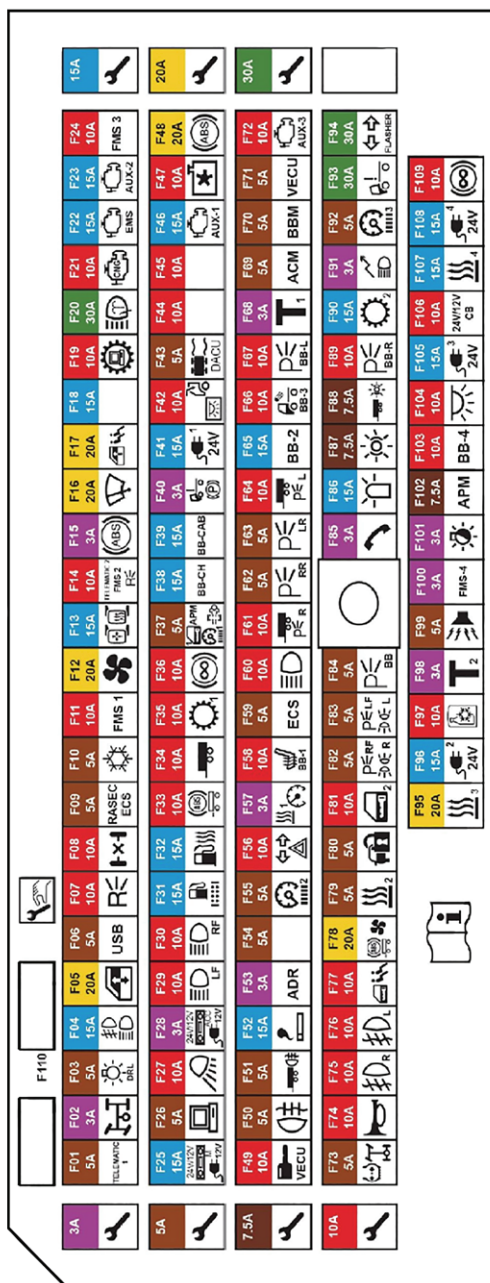 F110
3A
F01
5A
TELEMATIC
1
F02
3A
F03
5A
DRL
F04
15A
F05
20A
F06
5A
USB
F07
10A
R
F08
10A
F09
5A
RASEC
ECS
F10
5A
F11
10A
FMS 1
F12
20A
F13
15A
F14
10A
TELEMATIC 2
FMS 2
R
F15
3A
ABS
F16
20A
F17
20A
F18
15A
F19
10A
F20
30A
F21
10A
CNG
F22
15A
EMS
F23
15A
AUX-2
F24
10A
FMS 3
15A
5A
F25
15A
24V/12V
12V
F26
5A
F27
10A
F28
3A
24V/12V
ACC
12V
F29
10A
LF
F30
10A
RF
F31
15A
F32
15A
F33
10A
ABS
F34
10A
F35
10A
1
F36
10A
F37
5A
APM
F38
15A
BB-CH
F39
15A
BB-CAB
F40
3A
P
F41
15A
1
24V
F42
10A
F43
5A
DACU
F44
10A
F45
10A
F46
15A
AUX-1
F47
10A
F48
20A
ABS
20A
7.5A
F49
10A
VECU
F50
5A
F51
5A
F52
15A
F53
3A
ADR
F54
5A
F55
5A
2
F56
10A
F57
3A
1
F58
10A
BB-1
F59
5A
ECS
F60
10A
F61
10A
P R
F62
5A
P RR
F63
5A
P LR
F64
10A
P L
F65
15A
BB-2
F66
10A
BB-3
F67
10A
P
BB-L
F68
3A
T 1
F69
5A
ACM
F70
5A
BBM
F71
5A
VECU
F72
10A
AUX-3
30A
10A
F73
5A
F74
10A
F75
10A
R
F76
10A
L
F77
10A
F78
20A
ABS
F79
5A
2
F80
5A
F81
10A
2
F82
5A
P RF
R
F83
5A
P LF
L
F84
5A
P
BB
F85
3A
F86
15A
F87
7.5A
F88
7.5A
F89
10A
P
BB-R
F90
15A
2
F91
3A
F92
5A
3
F93
30A
F94
30A
FLASHER
F95
20A
3
F96
15A
2
24V
F97
10A
F98
3A
T 2
F99
5A
F100
3A
FMS-4
F101
3A
F102
7.5A
APM
F103
10A
BB-4
F104
10A
F105
15A
3
24V
F106
10A
24V/12V
CB
F107
15A
4
F108
15A
4
24V
F109
10A
i